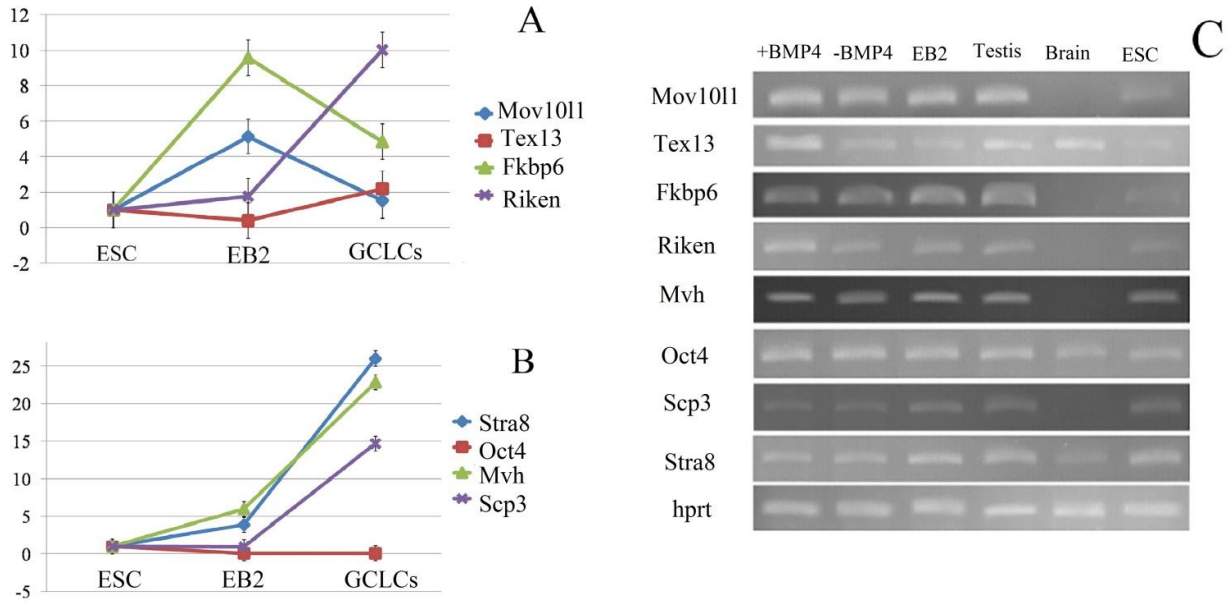 A
12
10
8
6
4
2
0
-2
ESC EB2 GCLCs
Mov10l1
Tex13
Fkbp6
Riken
B
25
20
15
10
5
0
-5
ESC EB2 GCLCs
Stra8
Oct4
Mvh
Scp3
C
+BMP4 -BMP4 EB2 Testis Brain ESC
Mov10l1
Tex13
Fkbp6
Riken
Mvh
Oct4
Scp3
Stra8
hprt